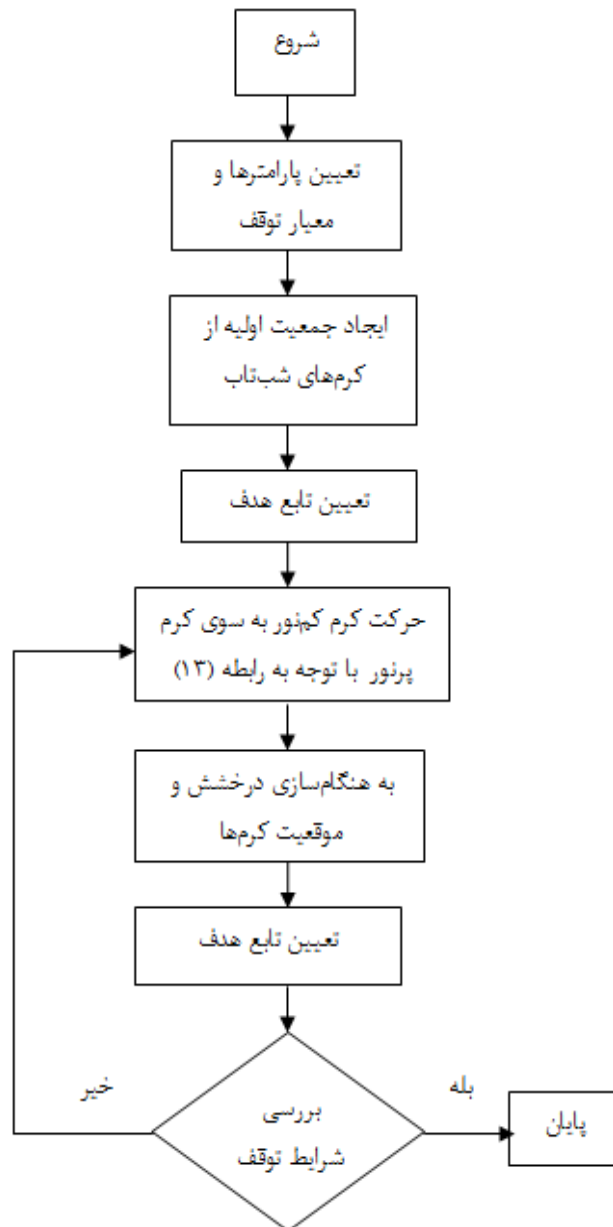 شروع
تعیین پارامترها و
معیار توقف
ایجاد جمعیت اولیه از
کرم‌های شب‌تاب
تعیین تابع هدف
حرکت کرم کم‌نور به سوی کرم
پرنور با توجه به رابطه (۱۳)
به هنگام‌سازی درخشش و
موقعیت کرم‌ها
تعیین تابع هدف
بررسی
شرایط توقف
خیر
بله
پایان